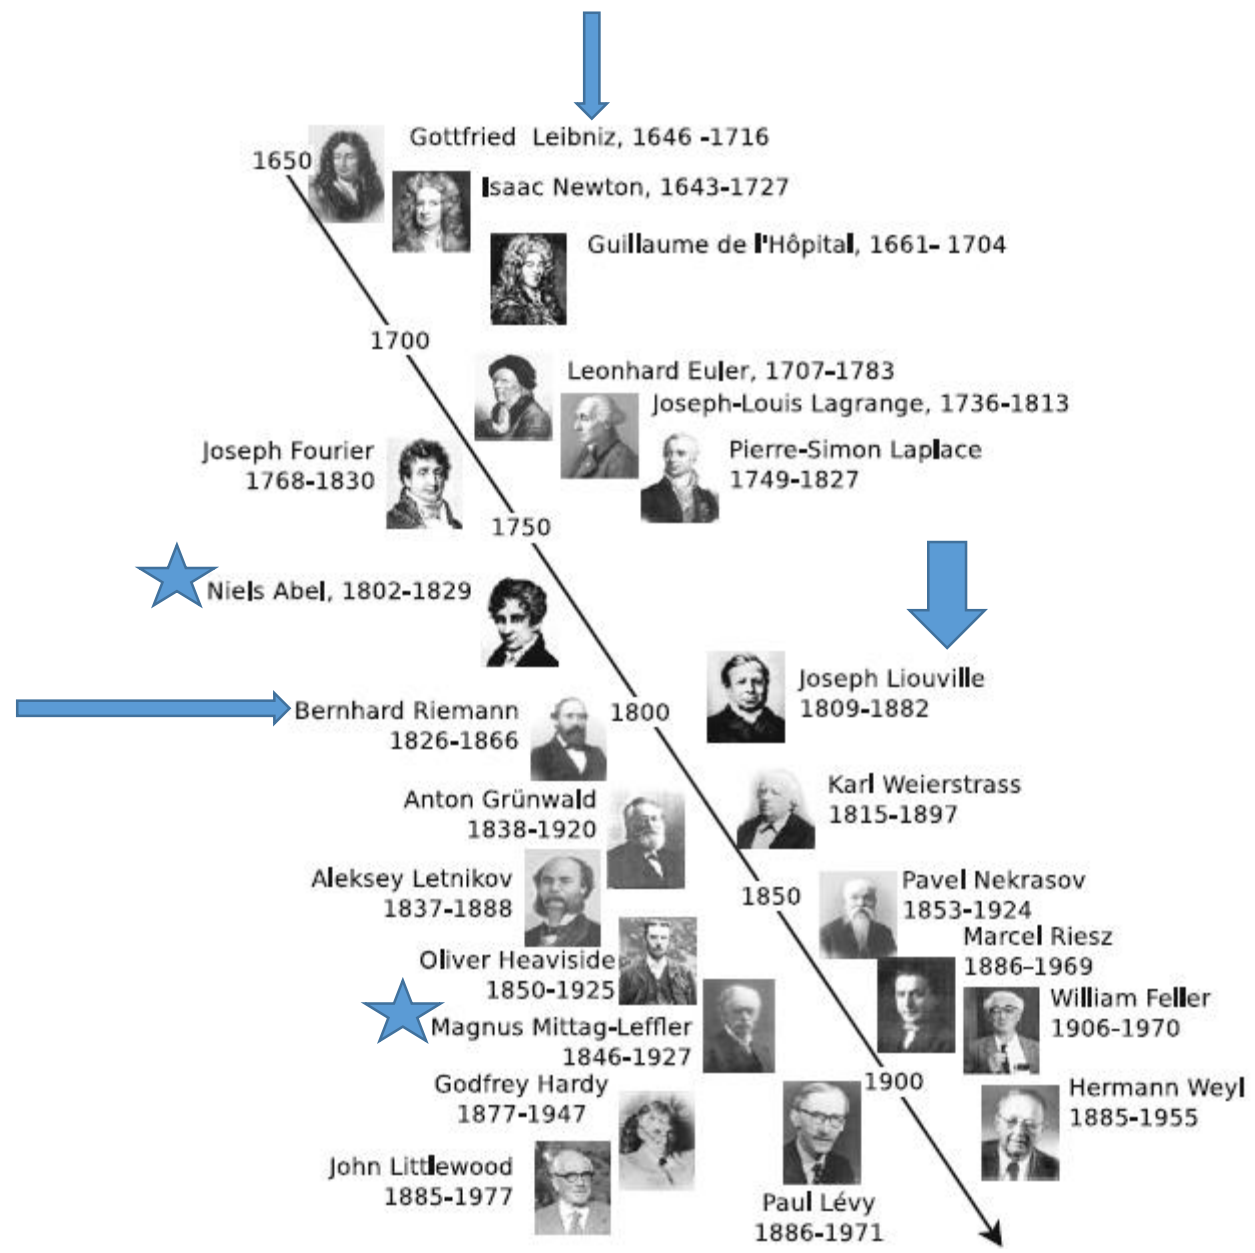 Gottfried Leibniz, 1646 -1716
1650
Isaac Newton, 1643-1727
Guillaume de l'Hôpital, 1661- 1704
1700
Leonhard Euler, 1707-1783
Joseph-Louis Lagrange, 1736-1813
Joseph Fourier
1768-1830
Pierre-Simon Laplace
1749-1827
1750
Niels Abel, 1802-1829
Joseph Liouville
1809-1882
Bernhard Riemann
1826-1866
1800
Karl Weierstrass
1815-1897
Anton Grünwald
1838-1920
Aleksey Letnikov
1837-1888
1850
Pavel Nekrasov
1853-1924
Marcel Riesz
1886-1969
Oliver Heaviside
1850-1925
William Feller
1906-1970
Magnus Mittag-Leffler
1846-1927
1900
Godfrey Hardy
1877-1947
Hermann Weyl
1885-1955
John Littlewood
1885-1977
Paul Lévy
1886-1971